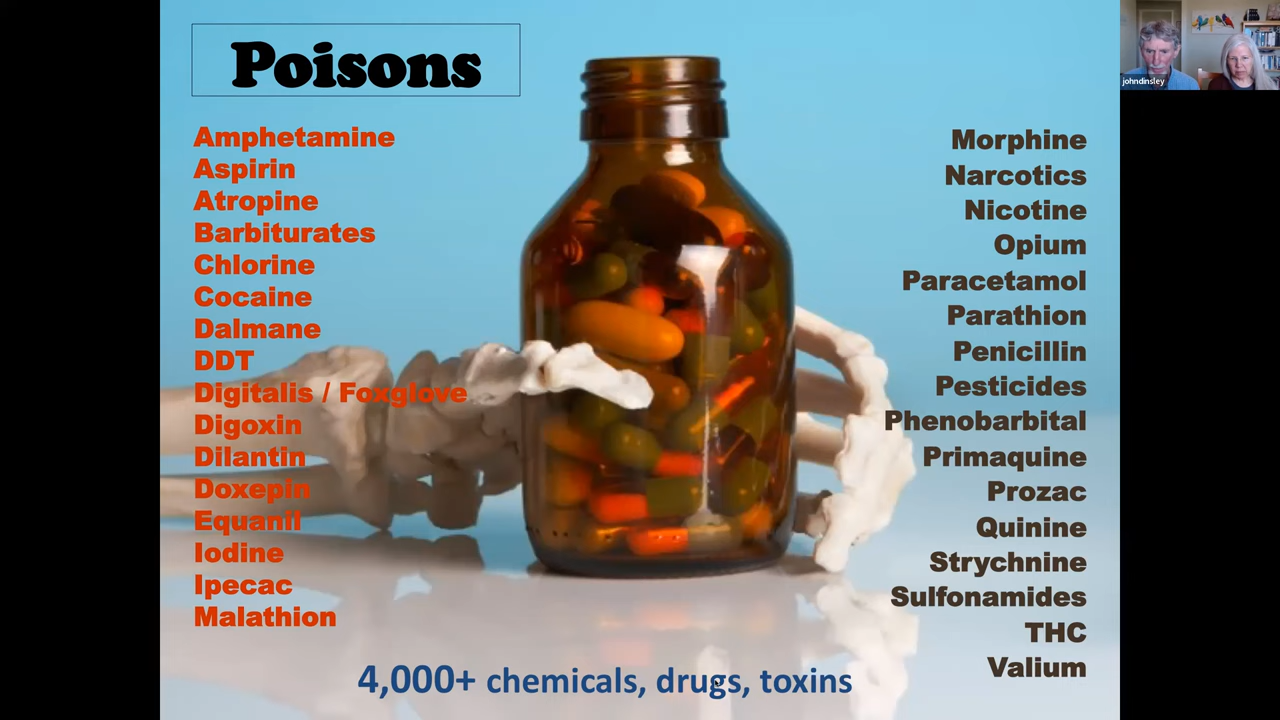 Poisons
Amphetamine
Aspirin
Atropine
Barbiturates
Chlorine
Cocaine
Dalmane
DDT
Digitalis / Foxglove
Digoxin
Dilantin
Doxepin
Equanil
Iodine
Ipecac
Malathion
Morphine
Narcotics
Nicotine
Opium
Paracetamol
Parathion
Penicillin
Pesticides
Phenobarbital
Primaquine
Prozac
Quinine
Strychnine
Sulfonamides
THC
Valium
4,000+ chemicals, drugs, toxins
johndinsley